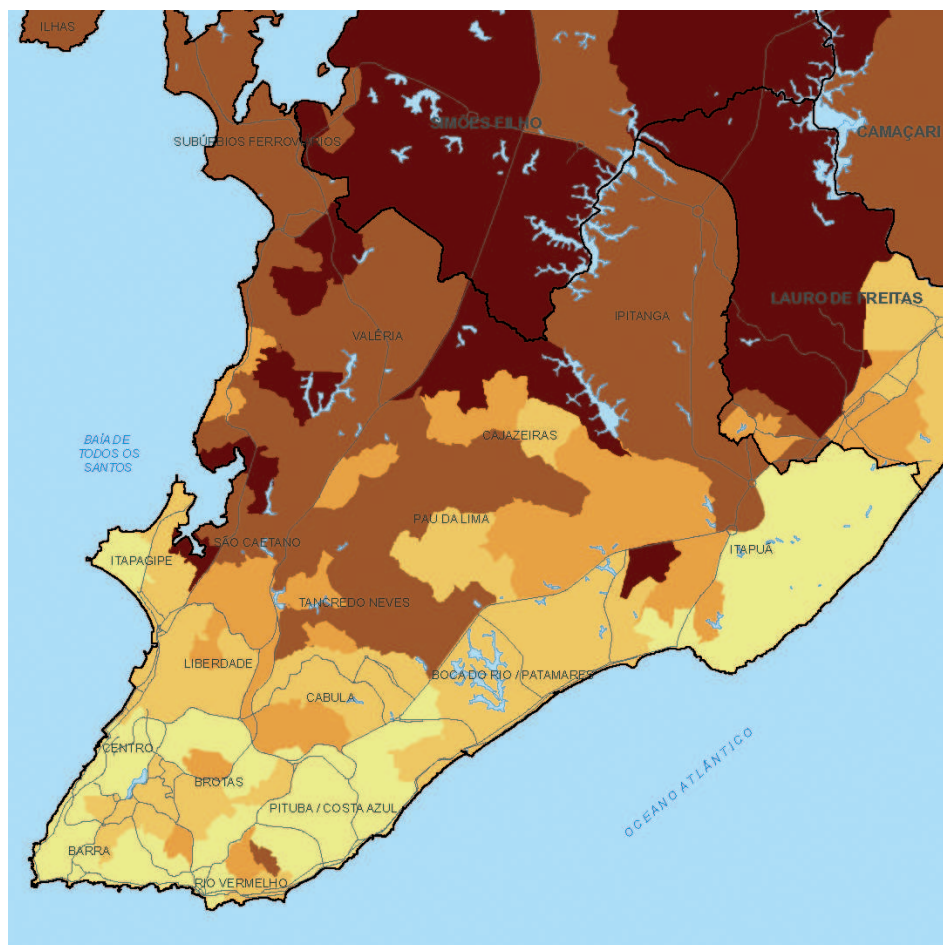 ILHAS
SIMÕES FILHO
CAMAÇARI
SUBÚRBIOS FERROVIÁRIOS
LAURO DE FREITAS
IPITANGA
VALÉRIA
CAJAZEIRAS
BAÍA DE
TODOS OS
SANTOS
PAU DA LIMA
SÃO CAETANO
ITAPUÃ
ITAPAGIPE
TANCREDO NEVES
LIBERDADE
BOCA DO RIO / PATAMARES
CABULA
CENTRO
BROTAS
OCEANO ATLÂNTICO
PITUBA / COSTA AZUL
BARRA
RIO VERMELHO